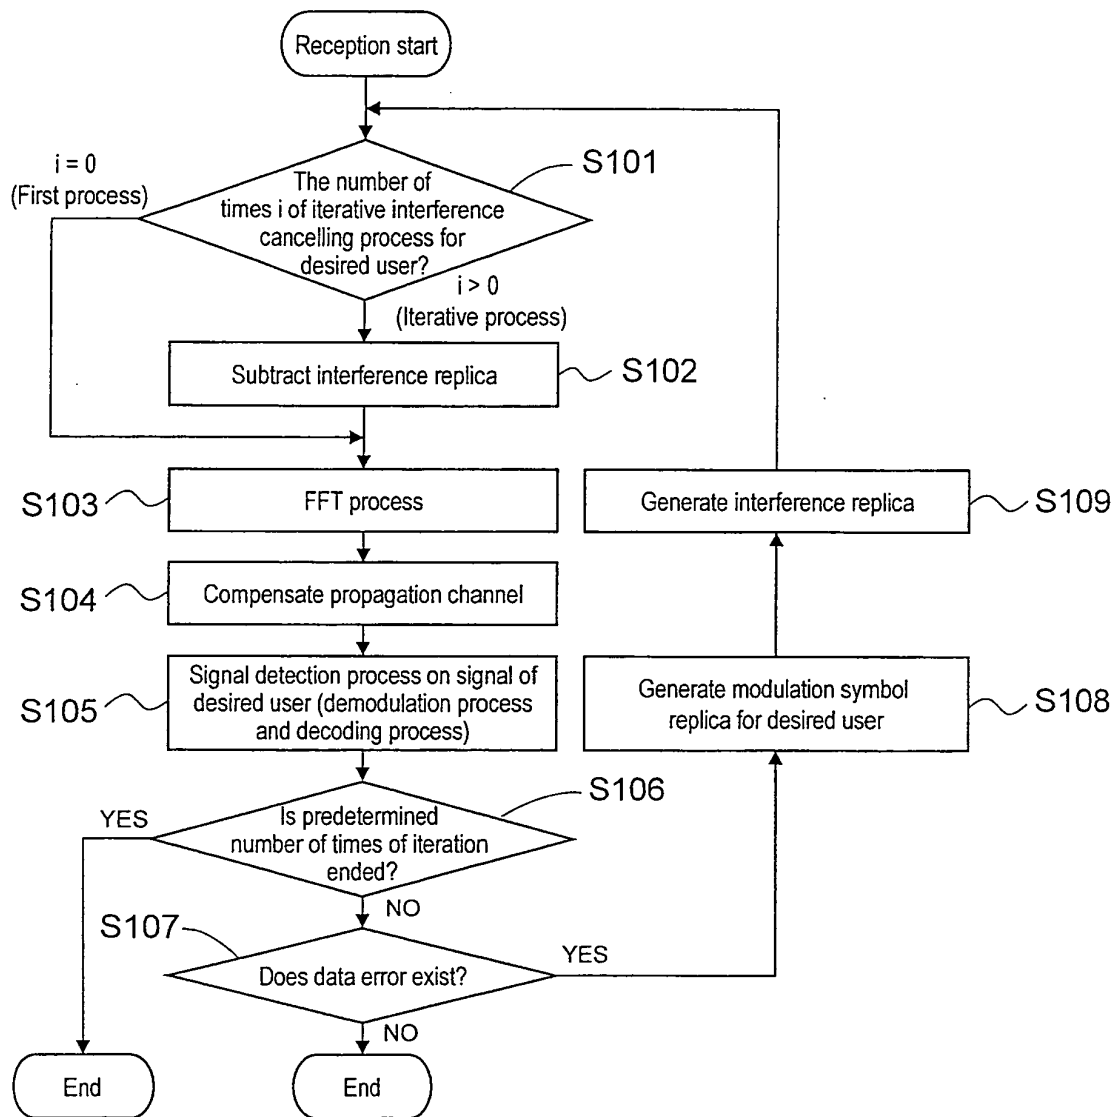 Reception start
i = 0
(First process)
S101
The number of
times i of iterative interference
cancelling process for
desired user?
i > 0
(Iterative process)
Subtract interference replica
S102
S103
FFT process
Generate interference replica
S109
S104
Compensate propagation channel
S105
Signal detection process on signal of
desired user (demodulation process
and decoding process)
Generate modulation symbol
replica for desired user
S108
S106
YES
Is predetermined
number of times of iteration
ended?
NO
S107
YES
Does data error exist?
NO
End
End